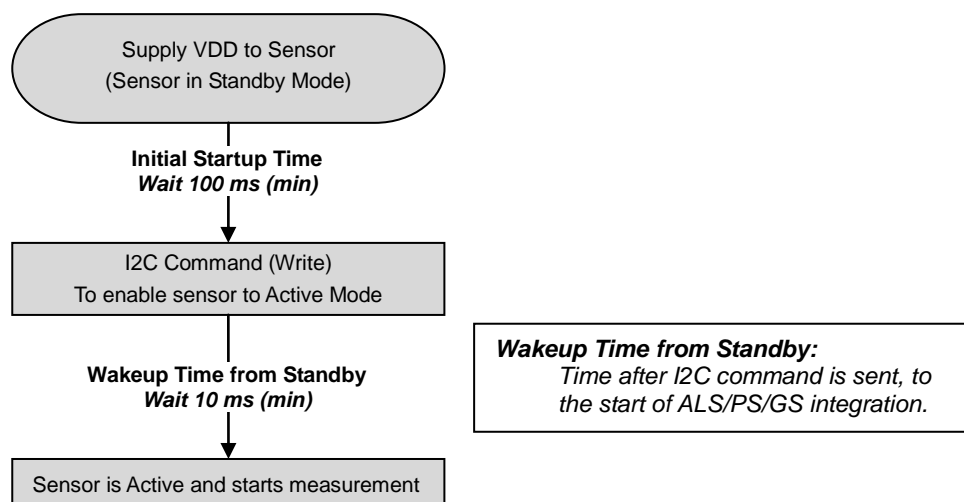 Supply VDD to Sensor
(Sensor in Standby Mode)
Initial Startup Time
Wait 100 ms (min)
I2C Command (Write)
To enable sensor to Active Mode
Wakeup Time from Standby
Wait 10 ms (min)
Wakeup Time from Standby:
Time after I2C command is sent, to
the start of ALS/PS/GS integration.
Sensor is Active and starts measurement